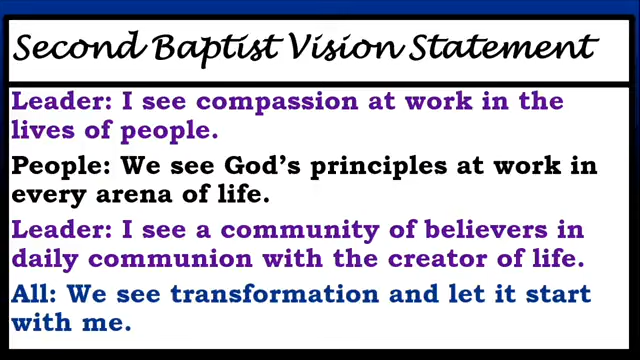 Second Baptist Vision Statement
Leader: I see compassion at work in the
lives of people.
People: We see God’s principles at work in
every arena of life.
Leader: I see a community of believers in
daily communion with the creator of life.
All: We see transformation and let it start
with me.